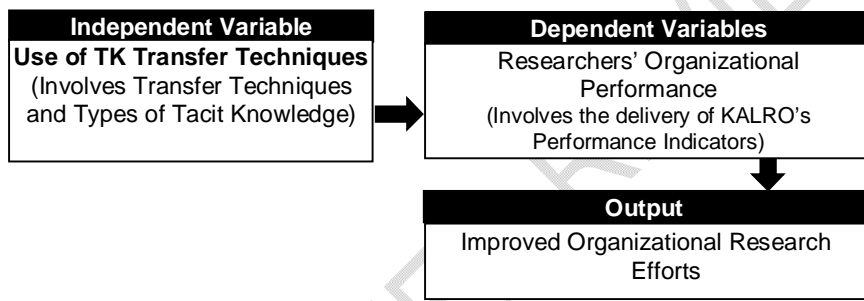 Independent Variable
Use of TK Transfer Techniques
(Involves Transfer Techniques
and Types of Tacit Knowledge)
Dependent Variables
Researchers' Organizational
Performance
(Involves the delivery of KALRO's
Performance Indicators)
Output
Improved Organizational Research
Efforts